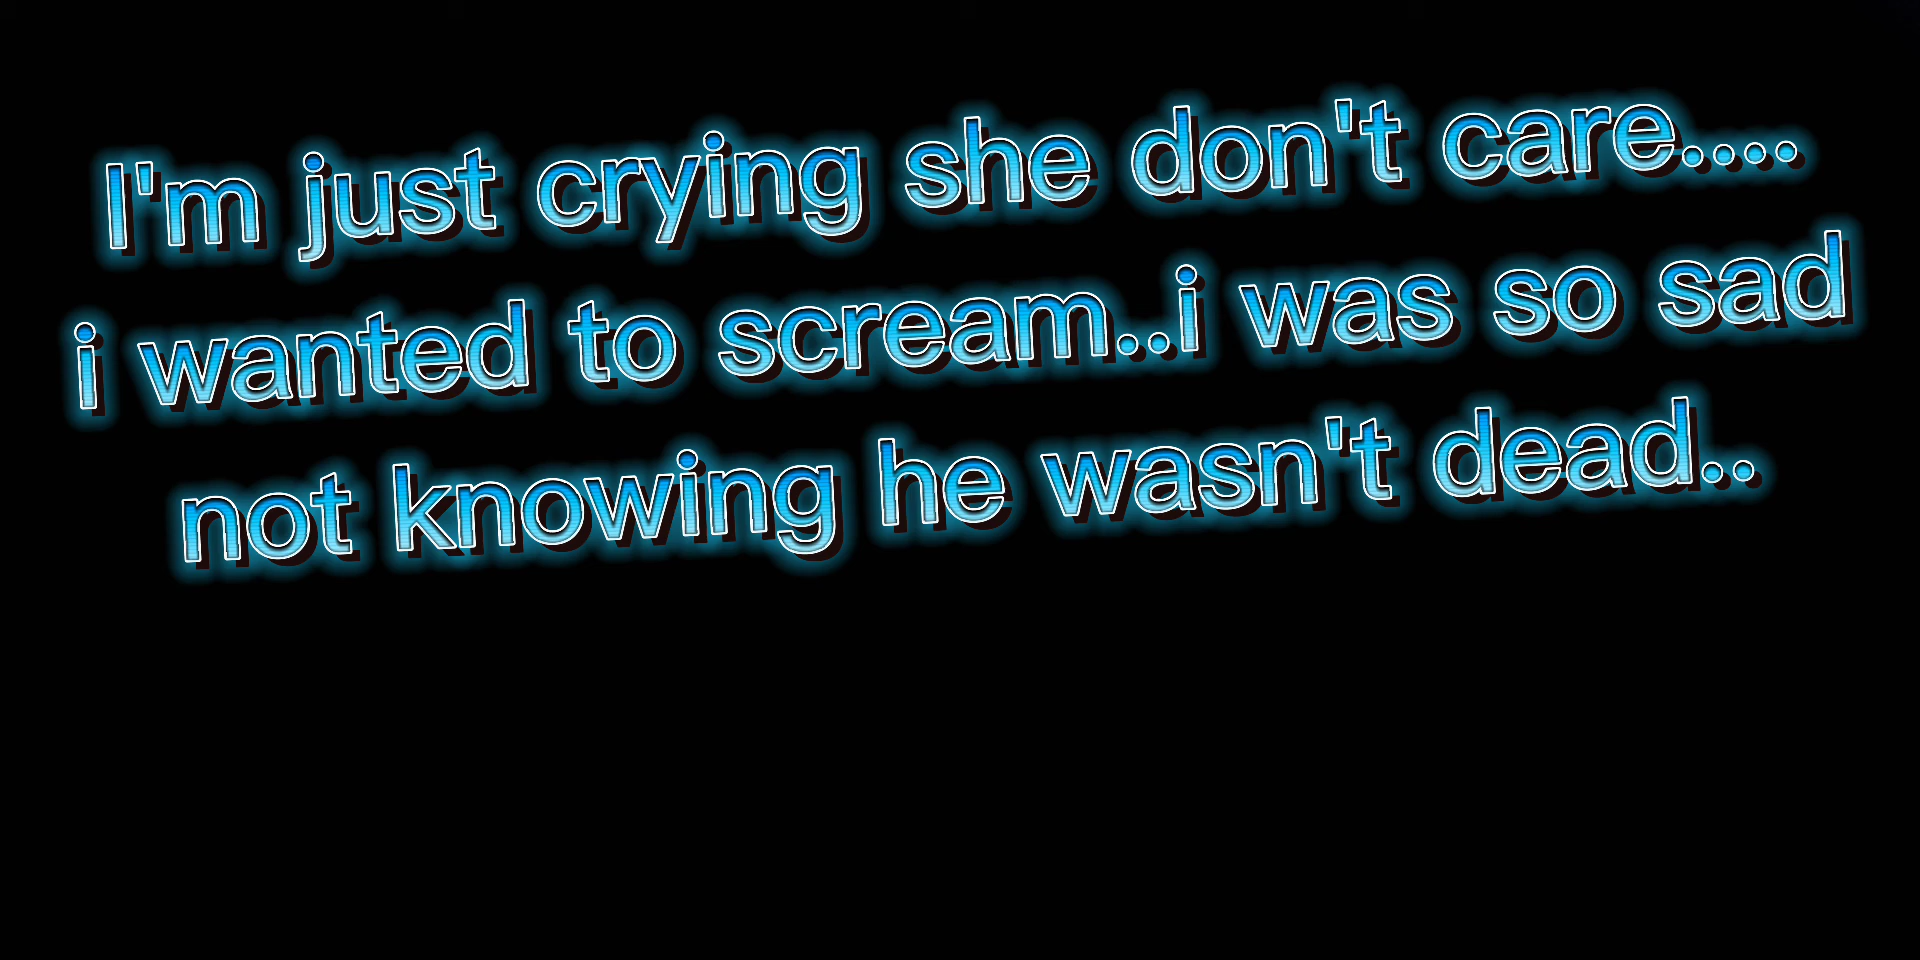 I'm just crying she don't care....
i wanted to scream..i was so sad
not knowing he wasn't dead..